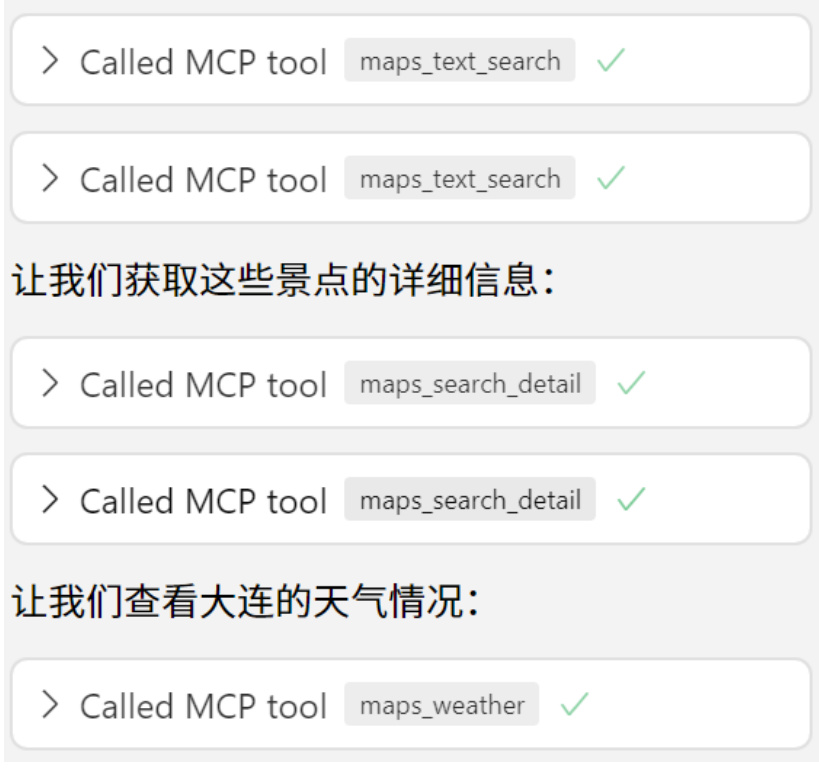 Called MCP tool maps_text_search
Called MCP tool maps_text_search
让我们获取这些景点的详细信息：
Called MCP tool maps_search_detail
Called MCP tool maps_search_detail
让我们查看大连的天气情况：
Called MCP tool maps_weather